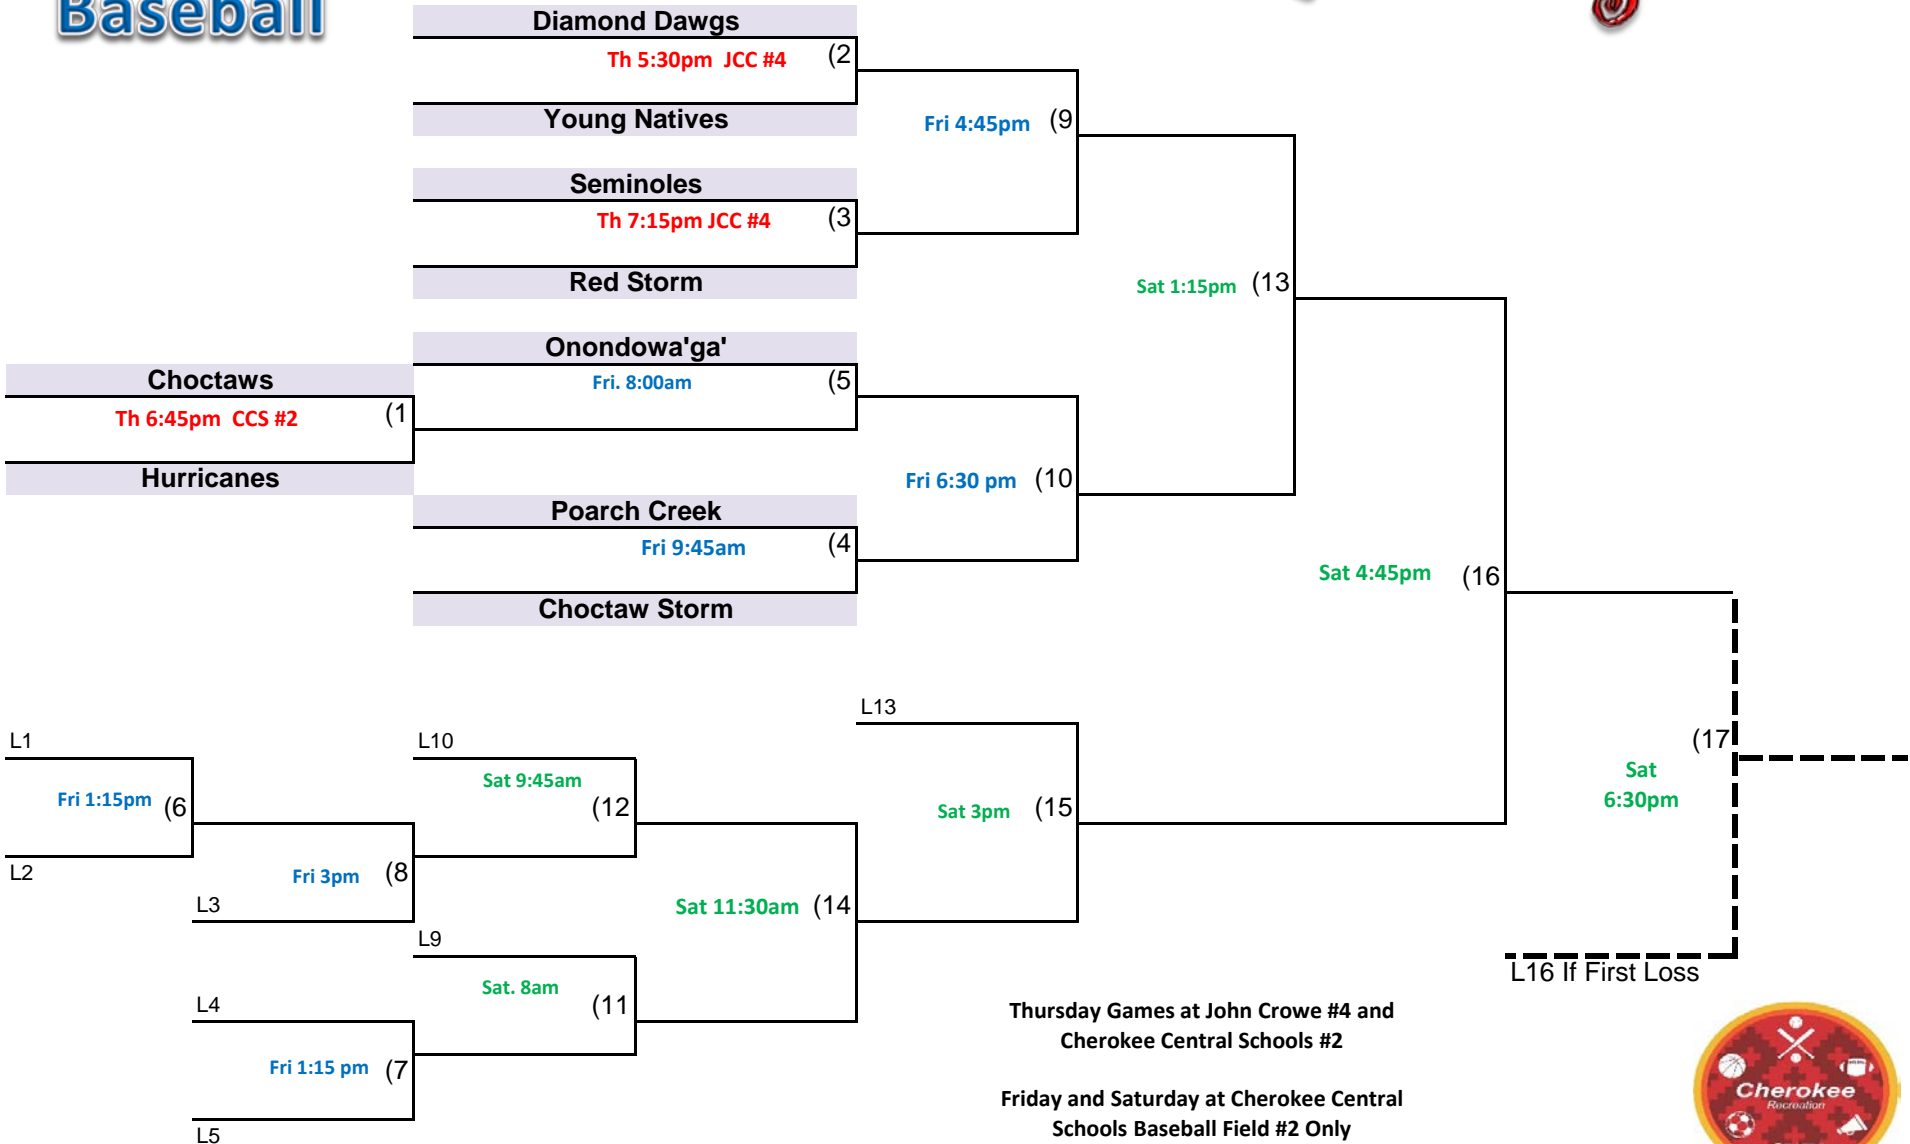 Baseball
Diamond Dawgs
Th 5:30pm  JCC #4
(2
Young Natives
Fri 4:45pm
(9
Seminoles
Th 7:15pm JCC #4
(3
Red Storm
Sat 1:15pm
(13
Onondowa'ga'
Choctaws
Fri. 8:00am
(5
Th 6:45pm  CCS #2
(1
Hurricanes
Fri 6:30 pm
(10
Poarch Creek
Fri 9:45am
(4
Sat 4:45pm
(16
Choctaw Storm
L13
L1
L10
(17
Sat
6:30pm
Sat 9:45am
(12
Fri 1:15pm
(6
Sat 3pm
(15
L2
Fri 3pm
(8
L3
Sat 11:30am
(14
L9
L16 If First Loss
Sat. 8am
(11
L4
Thursday Games at John Crowe #4 and
Cherokee Central Schools #2
Fri 1:15 pm
(7
Friday and Saturday at Cherokee Central
Schools Baseball Field #2 Only
L5
Cherokee
Recreation